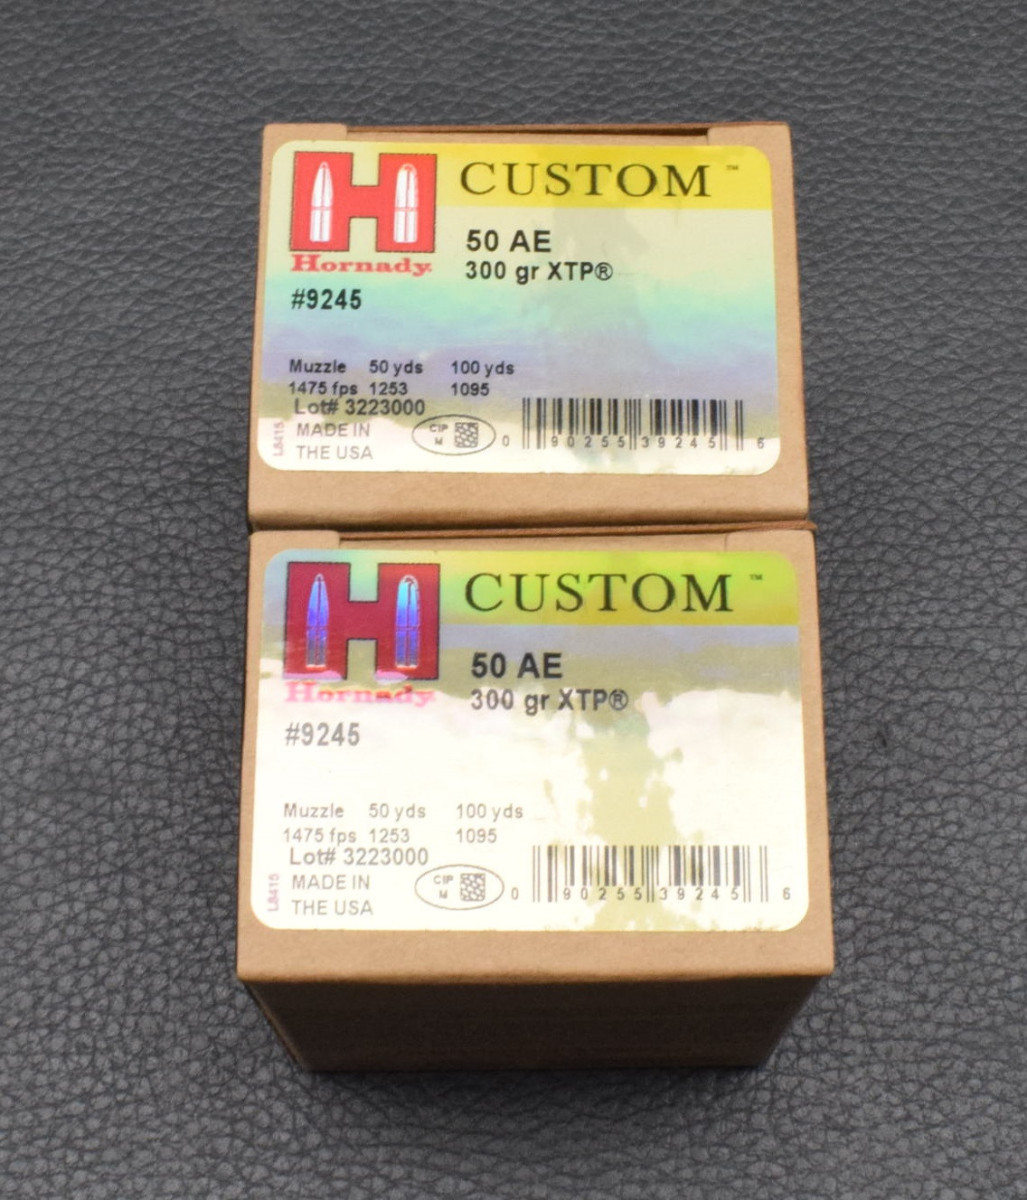 CUSTOM™
50 AE
300 gr XTP®
Hornady
#9245
Muzzle 50 yds 100 yds
1475 fps 1253 1095
Lot# 3223000
L8415
MADE IN
THE USA
CIP
M
0 90255 39245 6
CUSTOM™
50 AE
300 gr XTP®
Hornady
#9245
Muzzle 50 yds 100 yds
1475 fps 1253 1095
Lot# 3223000
L8415
MADE IN
THE USA
CIP
M
0 90255 39245 6